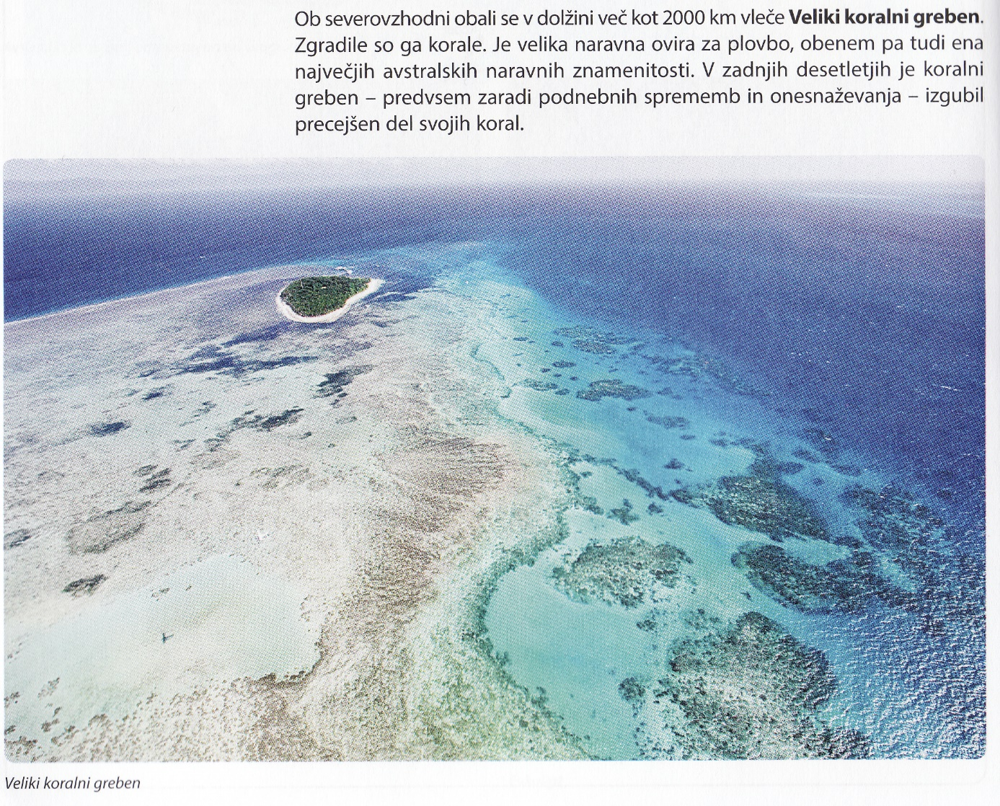 Ob severovzhodni obali se v dolžini več kot 2000 km vleče Veliki koralni greben.
Zgradile so ga korale. Je velika naravna ovira za plovbo, obenem pa tudi ena
največjih avstralskih naravnih znamenitosti. V zadnjih desetletjih je koralni
greben – predvsem zaradi podnebnih sprememb in onesnaževanja – izgubil
precejšen del svojih koral.
Veliki koralni greben